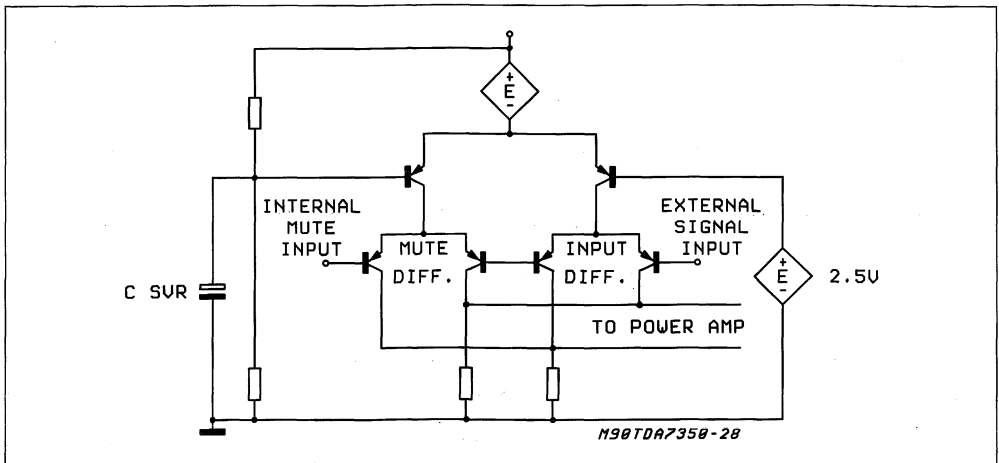 +
E
-
INTERNAL
MUTE
INPUT
MUTE
DIFF.
INPUT
DIFF.
EXTERNAL
SIGNAL
INPUT
C SVR
+
E
-
2.5V
TO POWER AMP
M90TDA7350-28